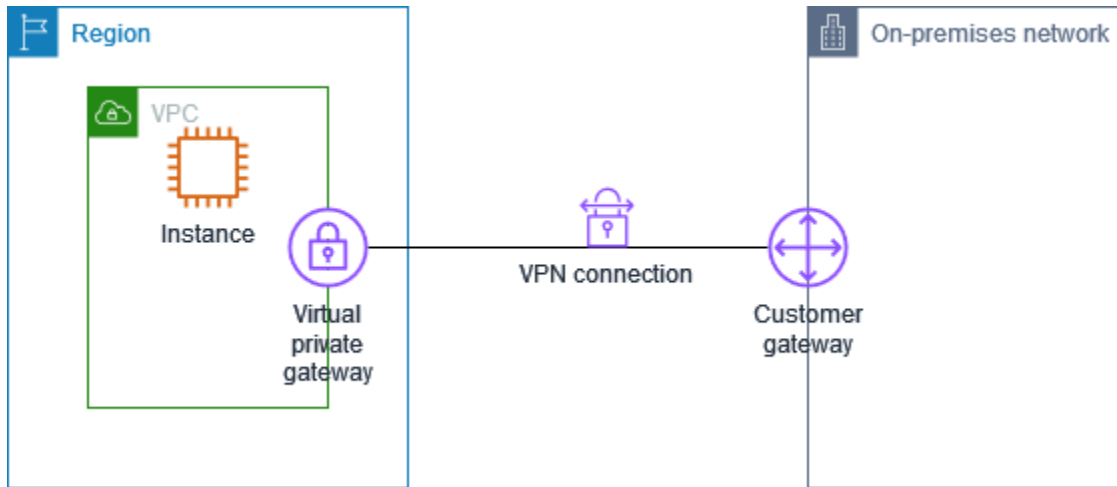 Region
On-premises network
VPC
Instance
VPN connection
Virtual
private
gateway
Customer
gateway